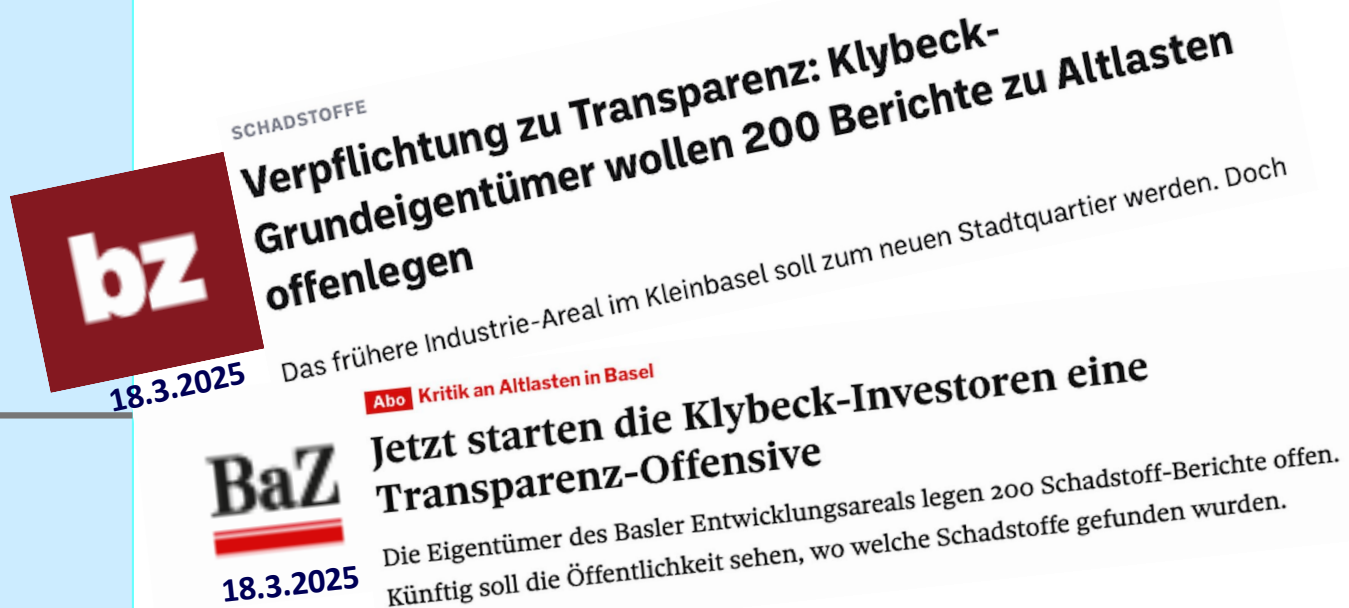 SCHADSTOFFE
Verpflichtung zu Transparenz: Klybeck-
Grundeigentümer wollen 200 Berichte zu Altlasten
offenlegen
Das frühere Industrie-Areal im Kleinbasel soll zum neuen Stadtquartier werden. Doch
bz
18.3.2025
Abo Kritik an Altlasten in Basel
Jetzt starten die Klybeck-Investoren eine
Transparenz-Offensive
Die Eigentümer des Basler Entwicklungsareals legen 200 Schadstoff-Berichte offen.
Künftig soll die Öffentlichkeit sehen, wo welche Schadstoffe gefunden wurden.
BaZ
18.3.2025